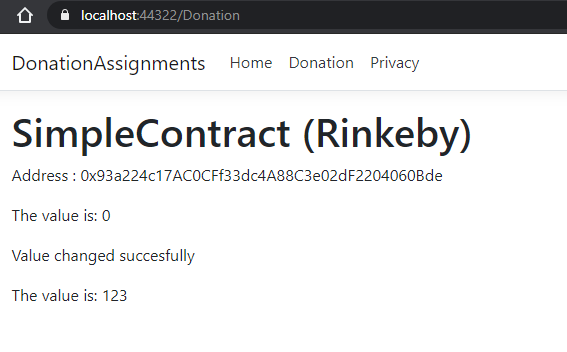 localhost:44322/Donation
DonationAssignments Home Donation Privacy
SimpleContract (Rinkeby)
Address : 0x93a224c17AC0CFf33dc4A88C3e02dF2204060Bde
The value is: 0
Value changed succesfully
The value is: 123